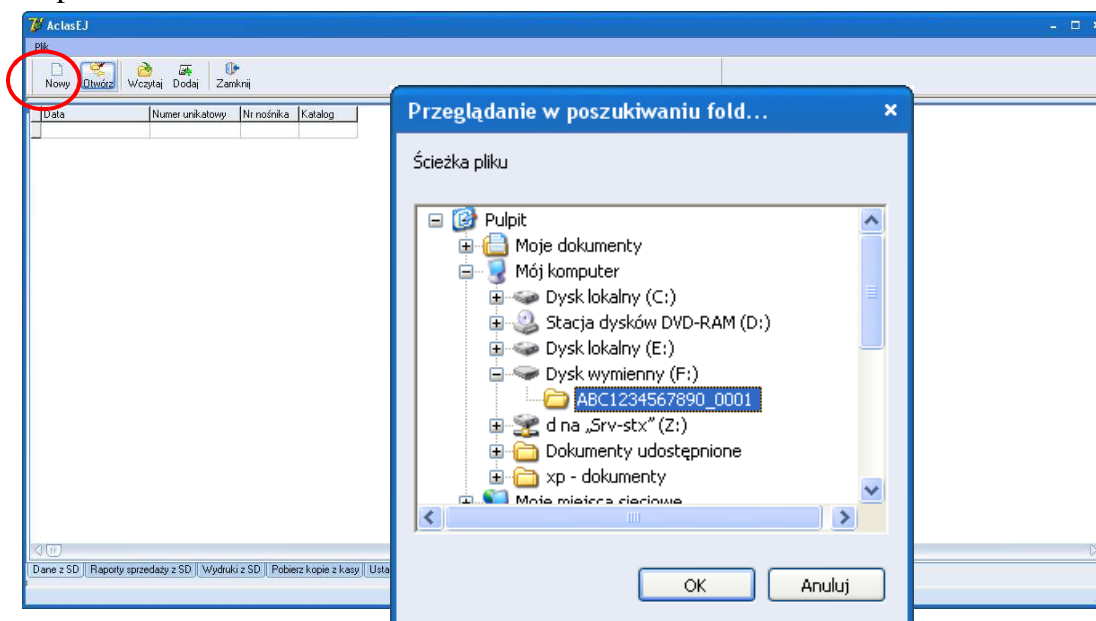 AclasEJ
Plik
Nowy Otwórz Wczytaj Dodaj Zamknij
Data Numer unikatowy Nr nośnika Katalog
Przeglądanie w poszukiwaniu fold...
Ścieżka pliku
Pulpit
Moje dokumenty
Mój komputer
Dysk lokalny (C:)
Stacja dysków DVD-RAM (D:)
Dysk lokalny (E:)
Dysk wymienny (F:)
ABC1234567890_0001
d na „Srv-stx” (Z:)
Dokumenty udostępnione
xp - dokumenty
Moje miejsca sieciowe
Dane z SD Raporty sprzedaży z SD Wydruki z SD Pobierz kopie z kasy Usta
OK Anuluj